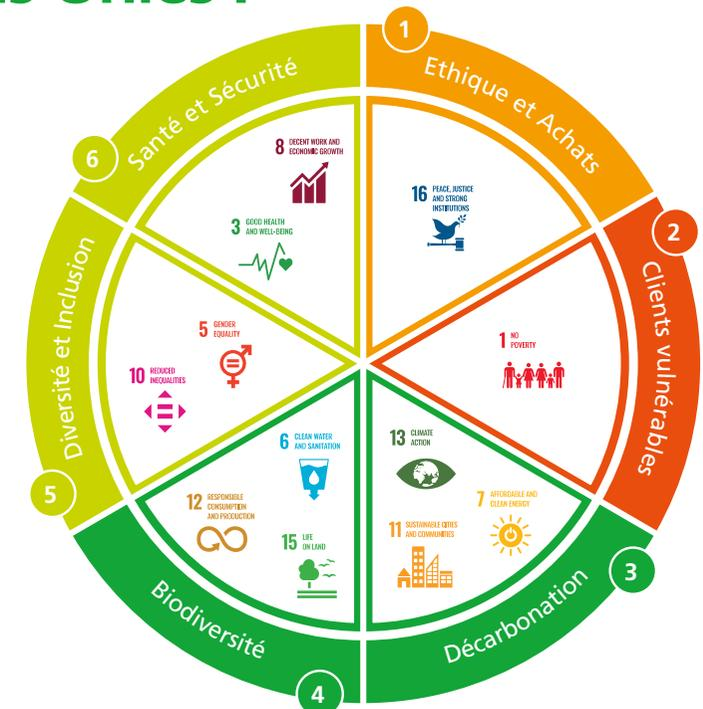 1
Ethique et Achats
16 PEACE, JUSTICE
AND STRONG
INSTITUTIONS
2
Clients vulnérables
1 NO
POVERTY
3
Décarbonation
13 CLIMATE
ACTION
7 AFFORDABLE AND
CLEAN ENERGY
11 SUSTAINABLE CITIES
AND COMMUNITIES
4
Biodiversité
6 CLEAN WATER
AND SANITATION
12 RESPONSIBLE
CONSUMPTION
AND PRODUCTION
15 LIFE
ON LAND
5
Diversité et Inclusion
5 GENDER
EQUALITY
10 REDUCED
INEQUALITIES
6
Santé et Sécurité
8 DECENT WORK AND
ECONOMIC GROWTH
3 GOOD HEALTH
AND WELL-BEING